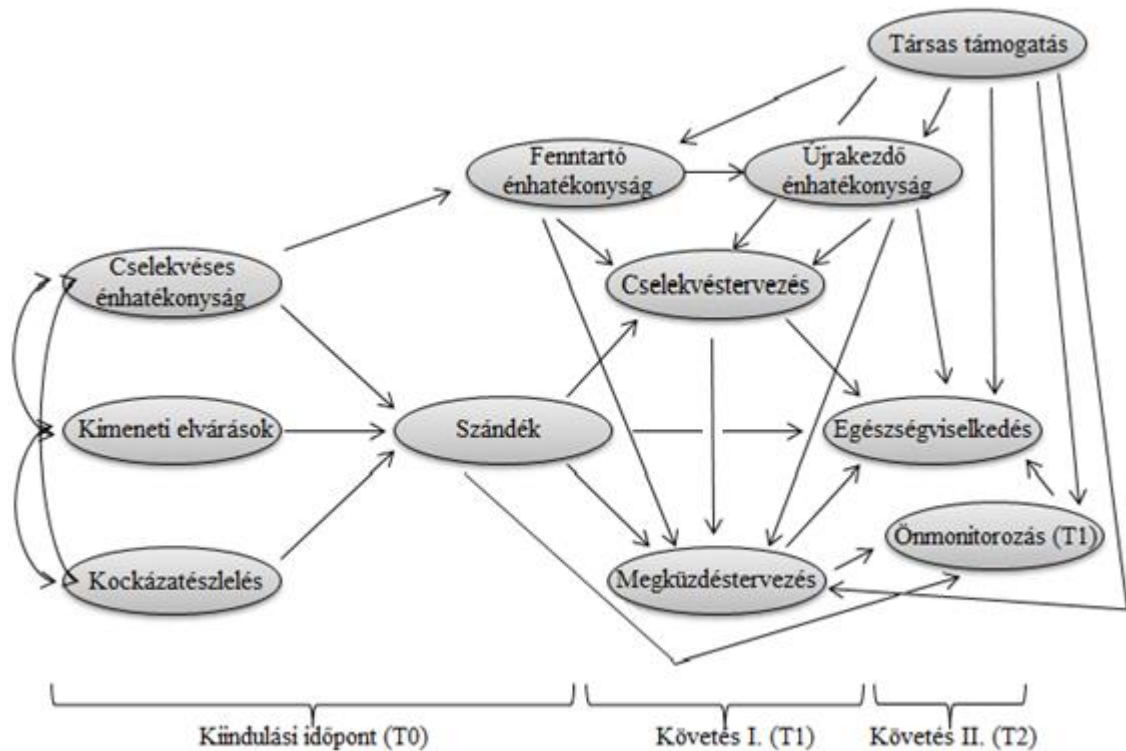 Társas támogatás
Fenntartó
énhatékonyság
Újrakezdő
énhatékonyság
Cselekvéses
énhatékonyság
Cselekvéstervezés
Kimeneti elvárások
Szándék
Egészségviselkedés
Önmonitorozás (T1)
Kockázatészlelés
Megküzdéstervezés
Kiindulási időpont (T0)
Követés I. (T1)
Követés II. (T2)